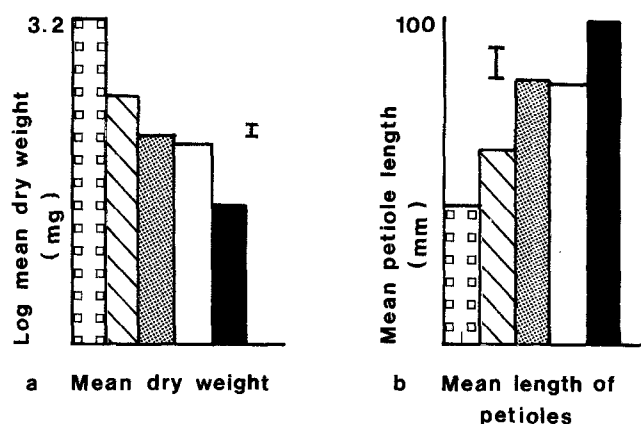 3.2
Log mean dry weight
(mg)
a Mean dry weight
100
Mean petiole length
(mm)
b Mean length of
petioles